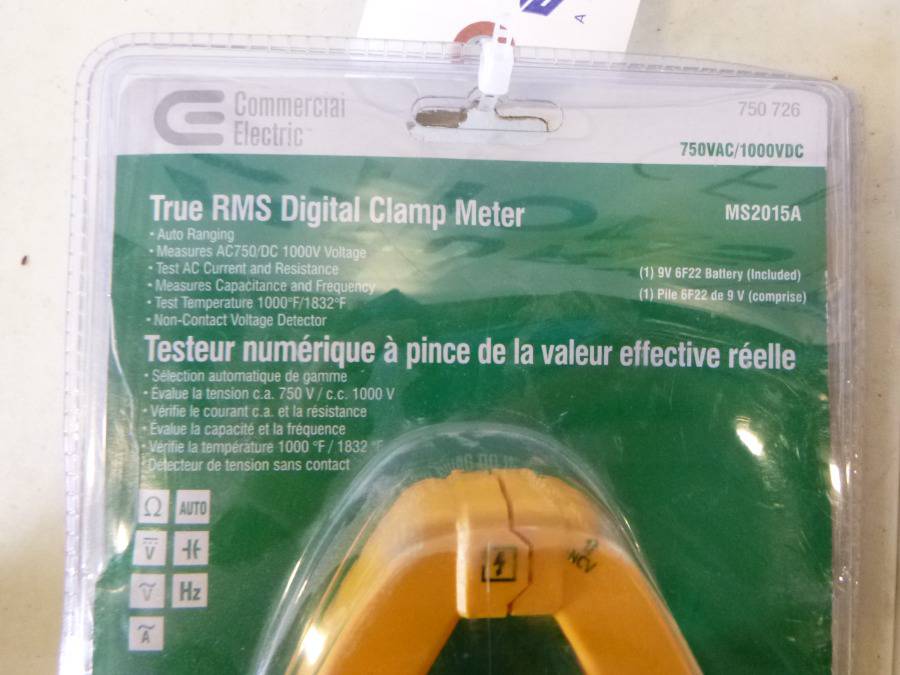 Commercial
Electric™
750 726
750VAC/1000VDC
True RMS Digital Clamp Meter
MS2015A
• Auto Ranging
• Measures AC750/DC 1000V Voltage
• Test AC Current and Resistance
• Measures Capacitance and Frequency
• Test Temperature 1000°F/1832°F
• Non-Contact Voltage Detector
(1) 9V 6F22 Battery (Included)
(1) Pile 6F22 de 9 V (comprise)
Testeur numérique à pince de la valeur effective réelle
• Sélection automatique de gamme
• Évalue la tension c.a. 750 V / c.c. 1000 V
• Vérifie le courant c.a. et la résistance
• Évalue la capacité et la fréquence
• Vérifie la température 1000 °F / 1832 °F
Détecteur de tension sans contact
Ω AUTO
V
V Hz
A
NCV